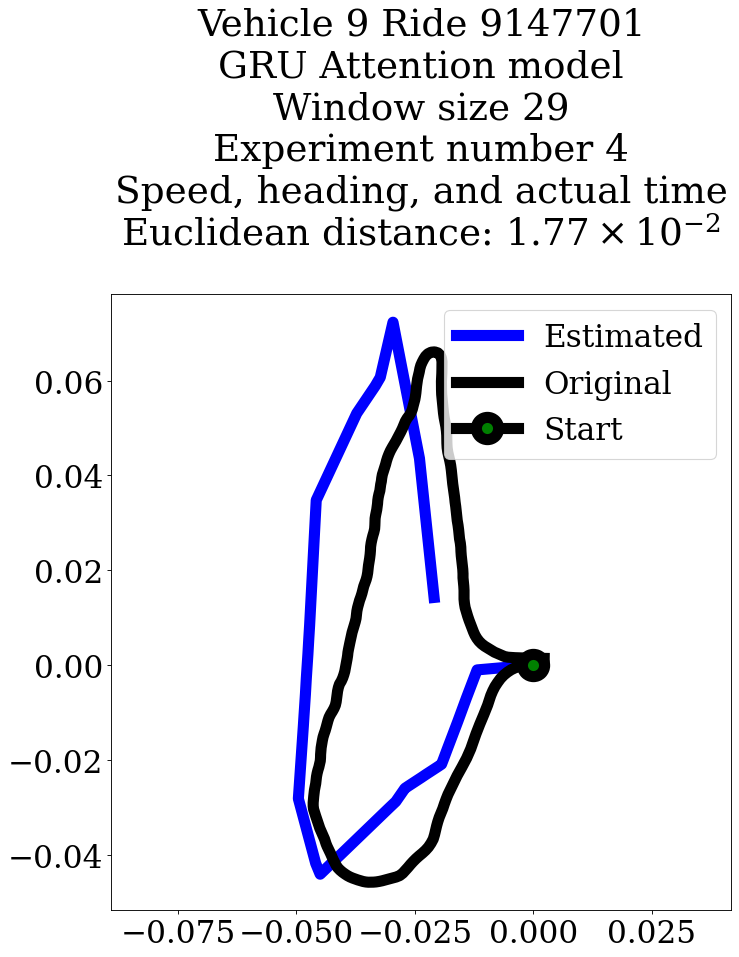 Vehicle 9 Ride 9147701
GRU Attention model
Window size 29
Experiment number 4
Speed, heading, and actual time
Euclidean distance: 1.77 × 10⁻²
Estimated
Original
Start
0.06
0.04
0.02
0.00
−0.02
−0.04
−0.075 −0.050 −0.025 0.000 0.025